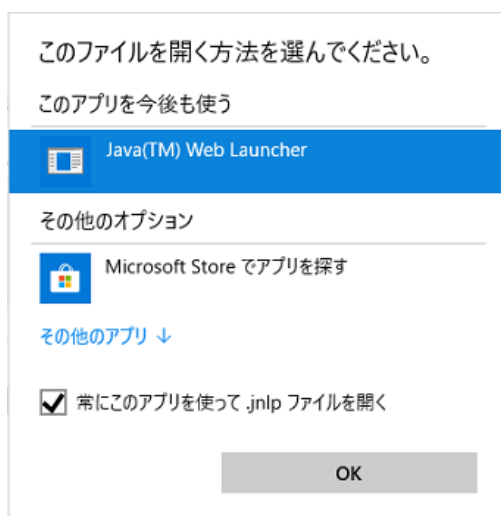 このファイルを開く方法を選んでください。
このアプリを今後も使う
Java(TM) Web Launcher
その他のオプション
Microsoft Store でアプリを探す
その他のアプリ ↓
常にこのアプリを使って .jnlp ファイルを開く
OK